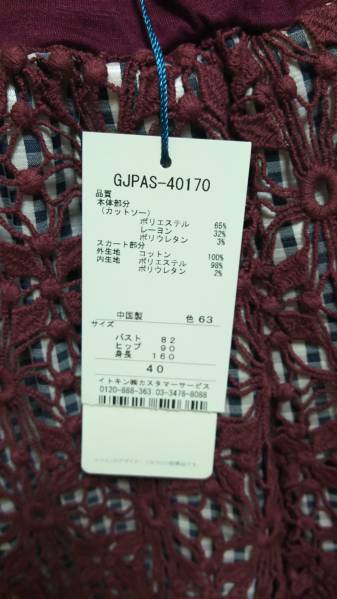 GJPAS-40170
品質
本体部分
(カットソー)
ポリエステル 65%
レーヨン 32%
ポリウレタン 3%
スカート部分
外生地 コットン 100%
内生地 ポリエステル 98%
ポリウレタン 2%
中国製 色 63
サイズ
バスト 82
ヒップ 90
身長 160
40
イトキン㈱カスタマーサービス
0120-888-363 03-3478-8088